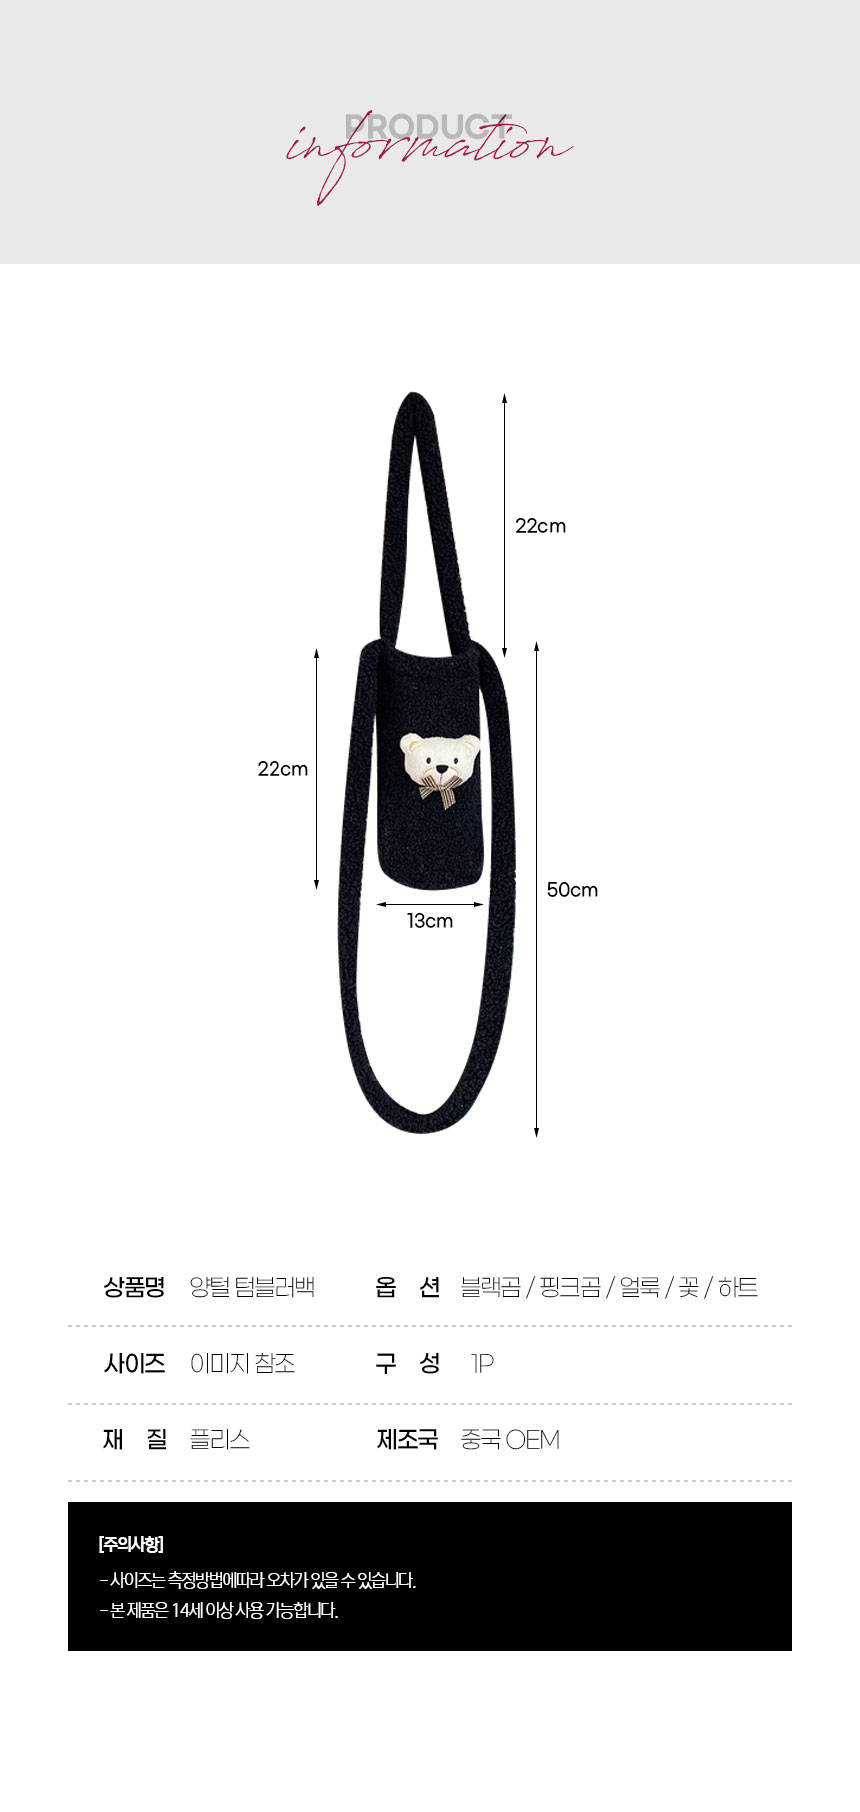 PRODUCT
information
22cm
22cm
50cm
13cm
상품명 양털 텀블러백 옵 션 블랙곰 / 핑크곰 / 얼룩 / 꽃 / 하트
사이즈 이미지 참조 구 성 1P
재 질 플리스 제조국 중국 OEM
[주의사항]
- 사이즈는 측정방법에따라 오차가 있을 수 있습니다.
- 본 제품은 14세 이상 사용 가능합니다.